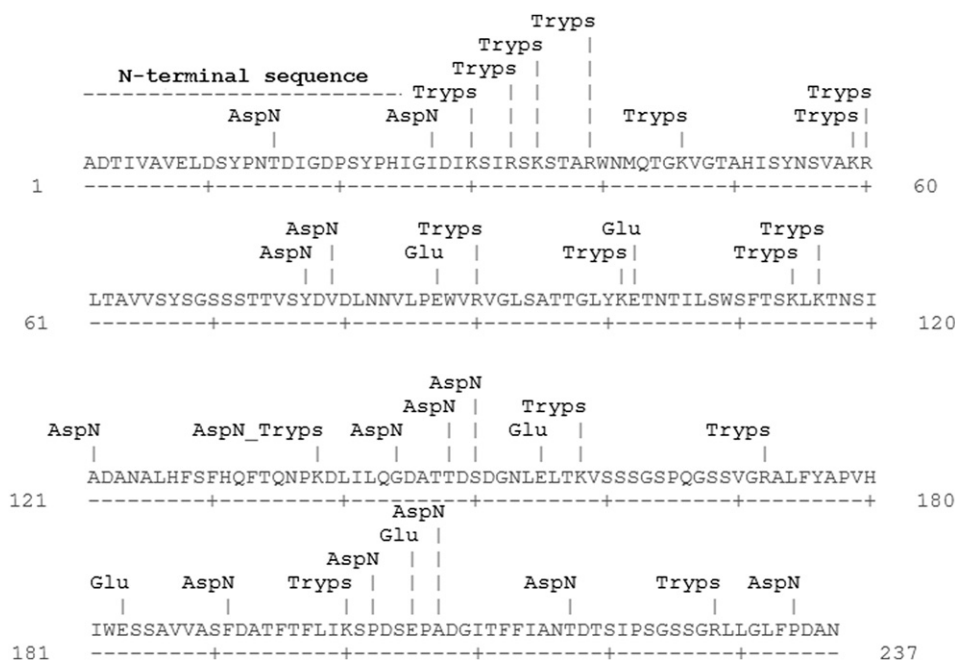 Tryps
Tryps
Tryps
N-terminal sequence
Tryps Tryps
AspN AspN Tryps Tryps
ADTIVAVELDSYPNTDIGDPSYPHIGIDIKSIRSKSTARWNMQTGKVGTAHISYNSVAKR
1 60
AspN Tryps Glu Tryps
AspN Glu Tryps Tryps
LTAVVSYSGSSSTTVSYDVDLNNVLPEWVRVGLSATTGLYKETNTILSWSFTSKLKTNSI
61 120
AspN
AspN Tryps
AspN AspN_Tryps AspN Glu Tryps
ADANALHFSFHQFTQNPKDLILQGDATTDSDGNLELTKVSSSGSPQGSSVGRALFYAPVH
121 180
AspN
Glu
AspN
Glu AspN Tryps AspN Tryps AspN
IWESSAVVASFDATFTFLIKSPDSEPADGITFFIANTDTSIPSGSSGRLLGLFPDAN
181 237